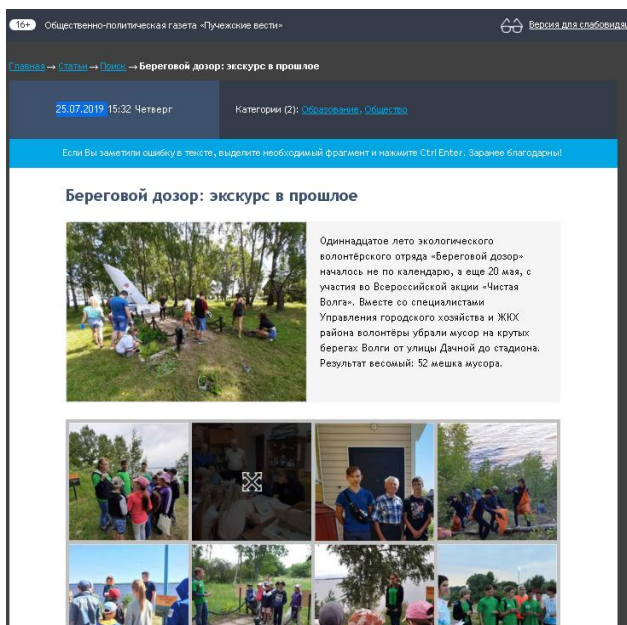 16+ Общественно-политическая газета «Пучежские вести» Версия для слабовидя
Главная → Статьи → Поиск → Береговой дозор: экскурс в прошлое
25.07.2019 15:32 Четверг Категории (2): Образование, Общество
Если Вы заметили ошибку в тексте, выделите необходимый фрагмент и нажмите Ctrl Enter. Заранее благодарны!
Береговой дозор: экскурс в прошлое
Одиннадцатое лето экологического
волонтёрского отряда «Береговой дозор»
началось не по календарю, а еще 20 мая, с
участия во Всероссийской акции «Чистая
Волга». Вместе со специалистами
Управления городского хозяйства и ЖКХ
района волонтёры убрали мусор на крутых
берегах Волги от улицы Дачной до стадиона.
Результат весомый: 52 мешка мусора.